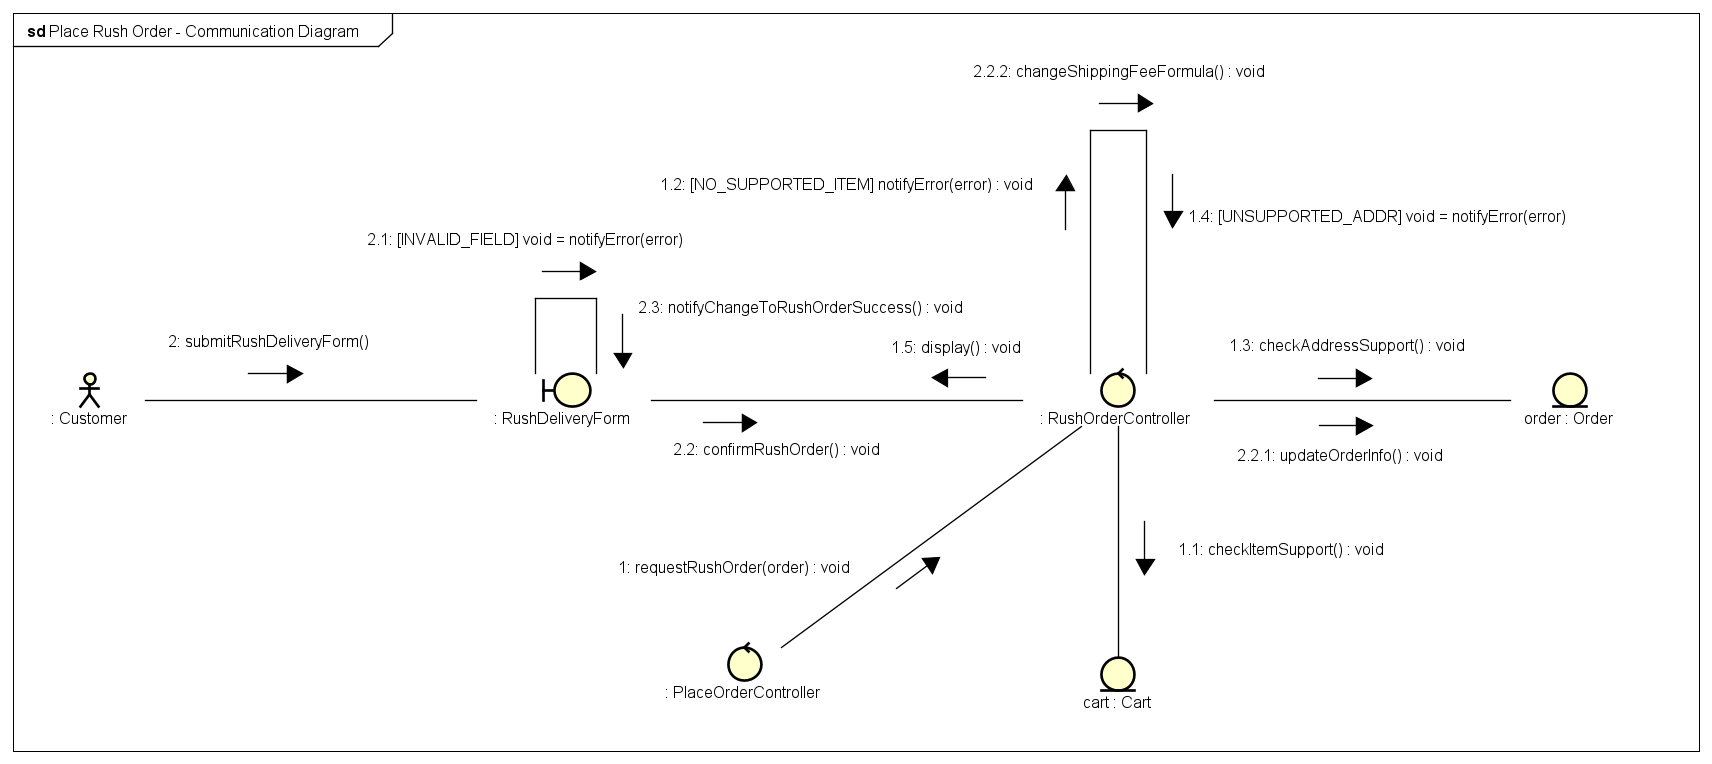 sd Place Rush Order - Communication Diagram
2.2.2: changeShippingFeeFormula() : void
1.2: [NO_SUPPORTED_ITEM] notifyError(error) : void
1.4: [UNSUPPORTED_ADDR] void = notifyError(error)
2.1: [INVALID_FIELD] void = notifyError(error)
2.3: notifyChangeToRushOrderSuccess() : void
2: submitRushDeliveryForm()
1.5: display() : void
1.3: checkAddressSupport() : void
: Customer
: RushDeliveryForm
: RushOrderController
order : Order
2.2: confirmRushOrder() : void
2.2.1: updateOrderInfo() : void
1.1: checkItemSupport() : void
1: requestRushOrder(order) : void
: PlaceOrderController
cart : Cart